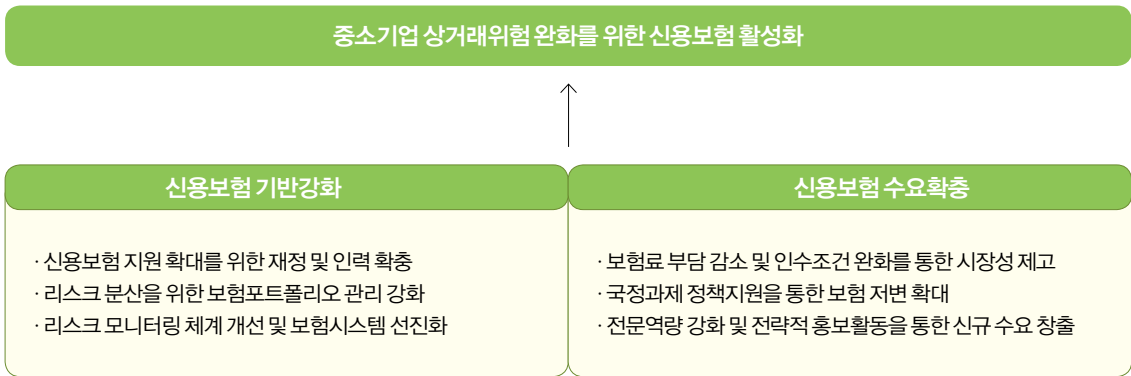 중소기업 상거래위험 완화를 위한 신용보험 활성화
신용보험 기반강화
· 신용보험 지원 확대를 위한 재정 및 인력 확충
· 리스크 분산을 위한 보험포트폴리오 관리 강화
· 리스크 모니터링 체계 개선 및 보험시스템 선진화
신용보험 수요확충
· 보험료 부담 감소 및 인수조건 완화를 통한 시장성 제고
· 국정과제 정책지원을 통한 보험 저변 확대
· 전문역량 강화 및 전략적 홍보활동을 통한 신규 수요 창출